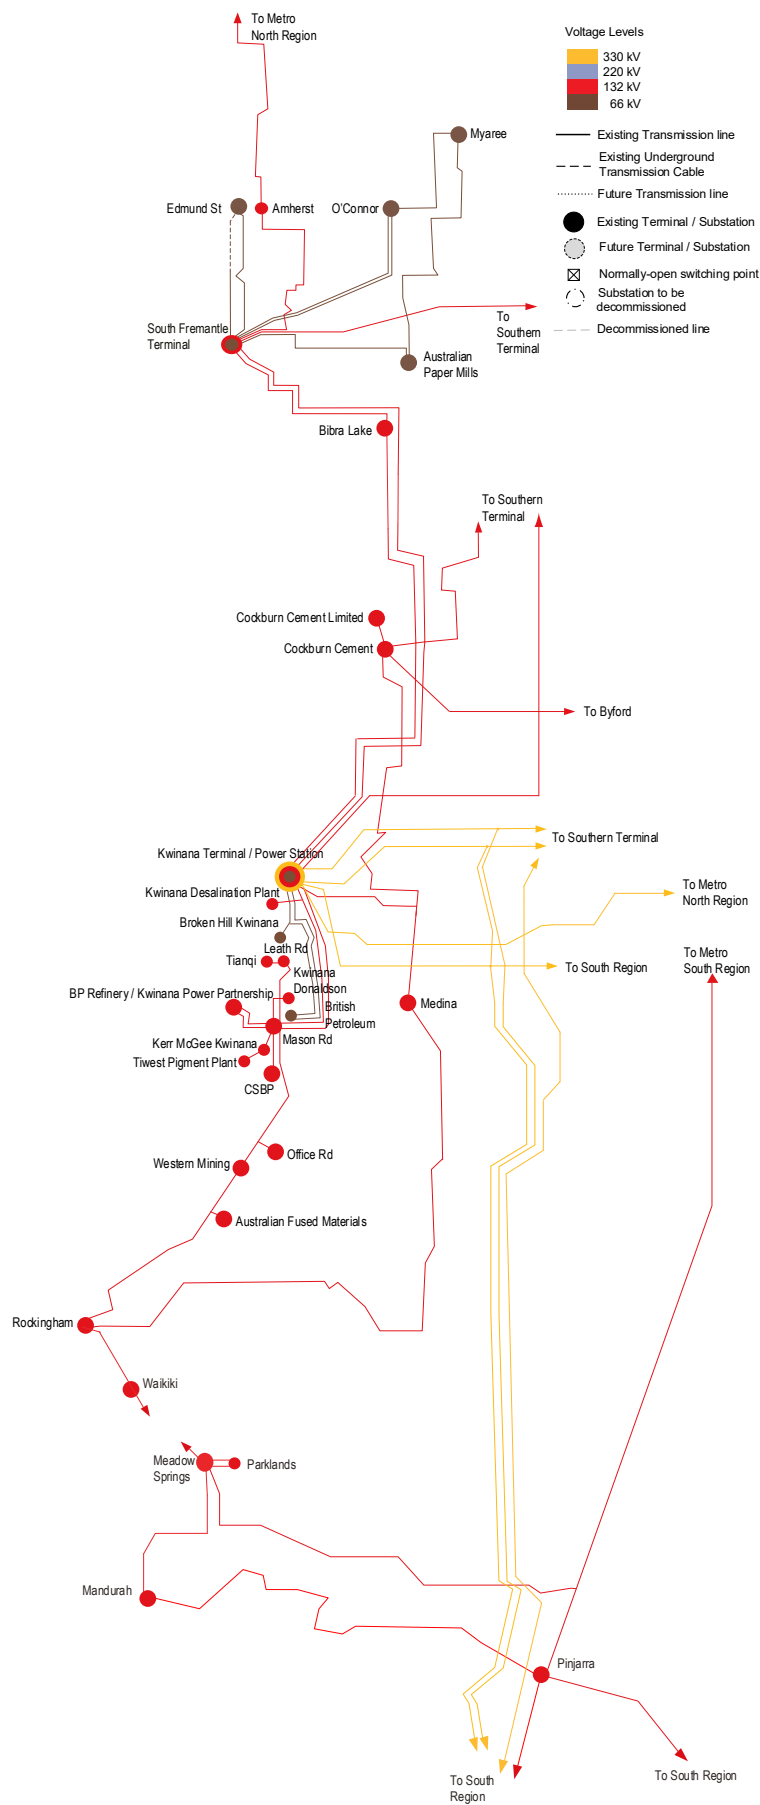 To Metro
North Region
Voltage Levels
330 kV
220 kV
132 kV
66 kV
Myaree
Existing Transmission line
Existing Underground
Transmission Cable
Future Transmission line
Edmund St
Amherst
O'Connor
Existing Terminal / Substation
Future Terminal / Substation
Normally-open switching point
Substation to be
decommissioned
Decommissioned line
South Fremantle
Terminal
To
Southern
Terminal
Australian
Paper Mills
Bibra Lake
To Southern
Terminal
Cockburn Cement Limited
Cockburn Cement
To Byford
To Southern Terminal
Kwinana Terminal / Power Station
Kwinana Desalination Plant
To Metro
North Region
Broken Hill Kwinana
Leath Rd
Tianqi
To Metro
South Region
To South Region
Kwinana
Donaldson
BP Refinery / Kwinana Power Partnership
British
Petroleum
Medina
Mason Rd
Kerr McGee Kwinana
Tiwest Pigment Plant
CSBP
Office Rd
Western Mining
Australian Fused Materials
Rockingham
Waikiki
Meadow
Springs
Parklands
Mandurah
Pinjarra
To South
Region
To South Region